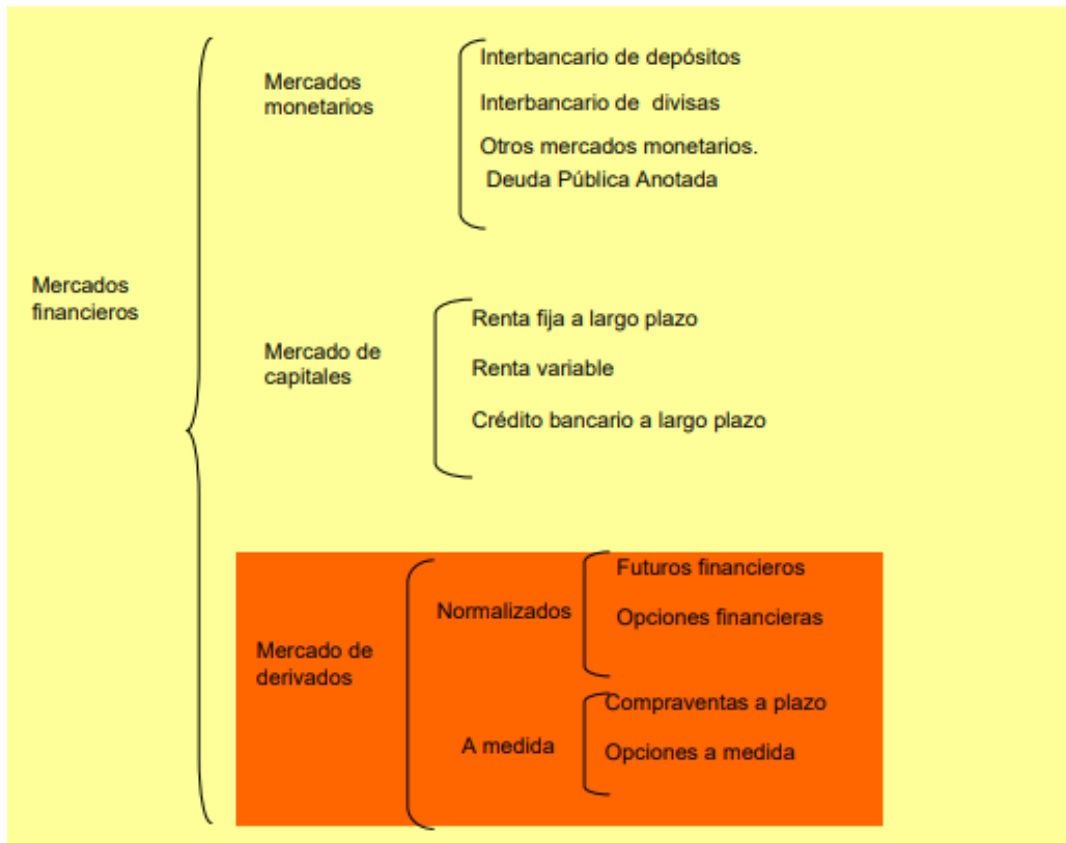 Mercados
financieros
Mercados
monetarios
Interbancario de depósitos
Interbancario de divisas
Otros mercados monetarios.
Deuda Pública Anotada
Mercado de
capitales
Renta fija a largo plazo
Renta variable
Crédito bancario a largo plazo
Mercado de
derivados
Normalizados
Futuros financieros
Opciones financieras
A medida
Compraventas a plazo
Opciones a medida